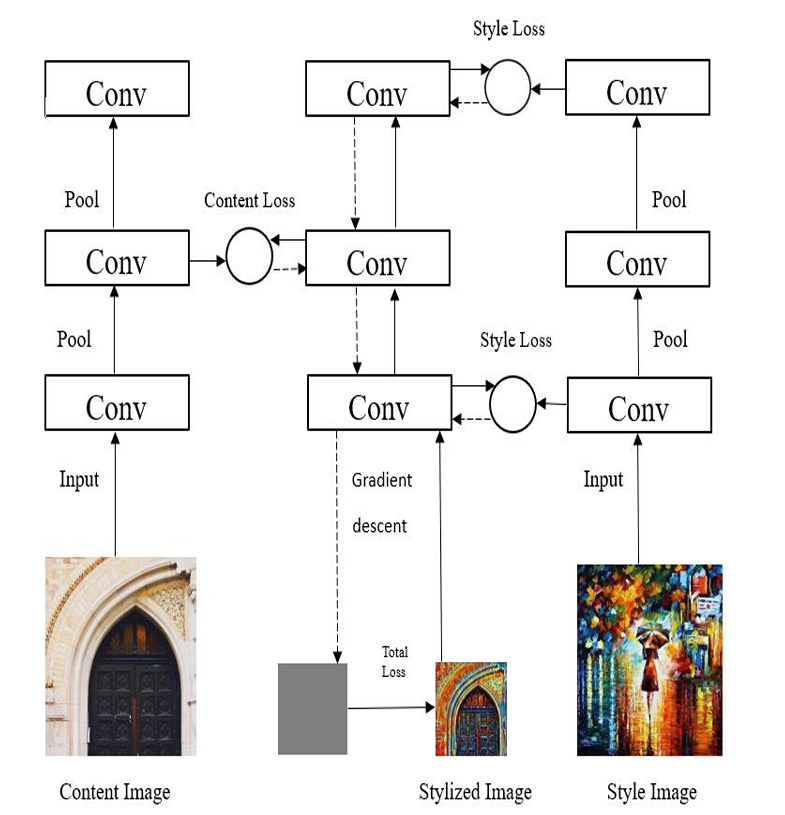 Style Loss
Conv
Conv
Conv
Pool
Content Loss
Pool
Conv
Conv
Conv
Pool
Style Loss
Pool
Conv
Conv
Conv
Input
Gradient
descent
Input
Total
Loss
Content Image
Stylized Image
Style Image